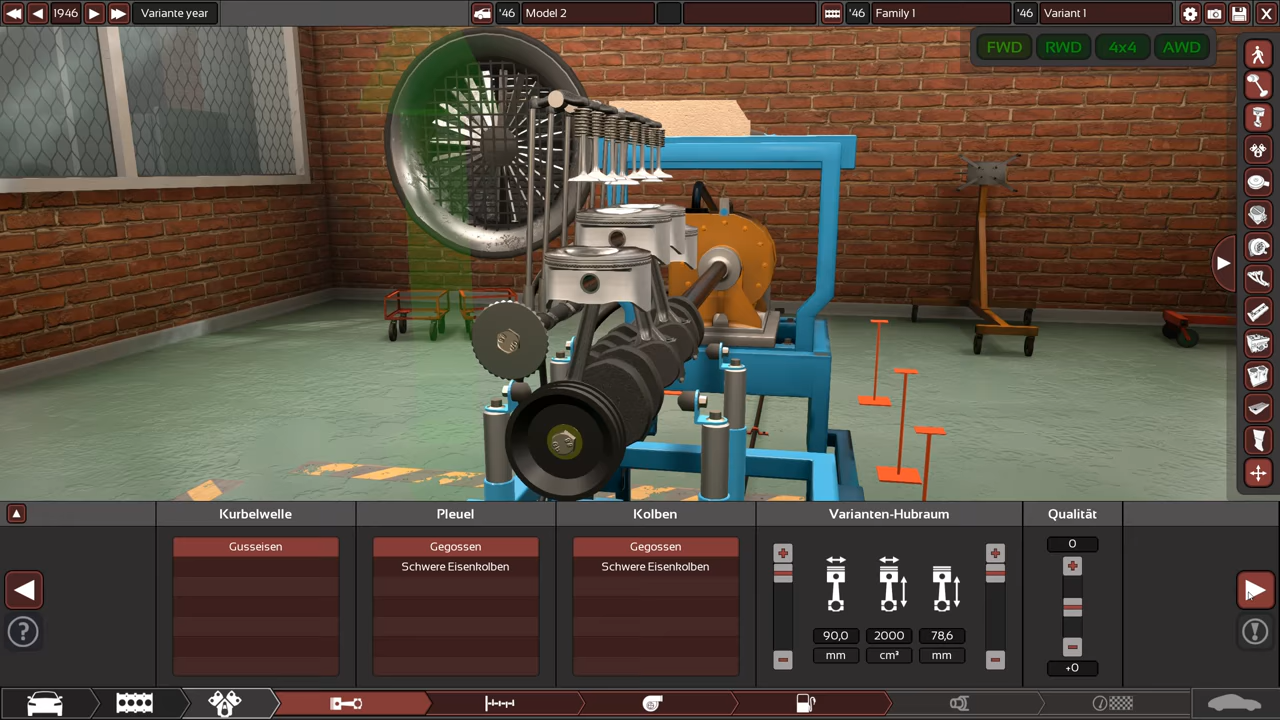 1946 Variante year '46 Model 2 '46 Family 1 '46 Variant 1
FWD RWD 4x4 AWD
Kurbelwelle Pleuel Kolben Varianten-Hubraum Qualität
Gusseisen Gegossen Gegossen 0
Schwere Eisenkolben Schwere Eisenkolben
90,0 2000 78,6
mm cm³ mm
+0